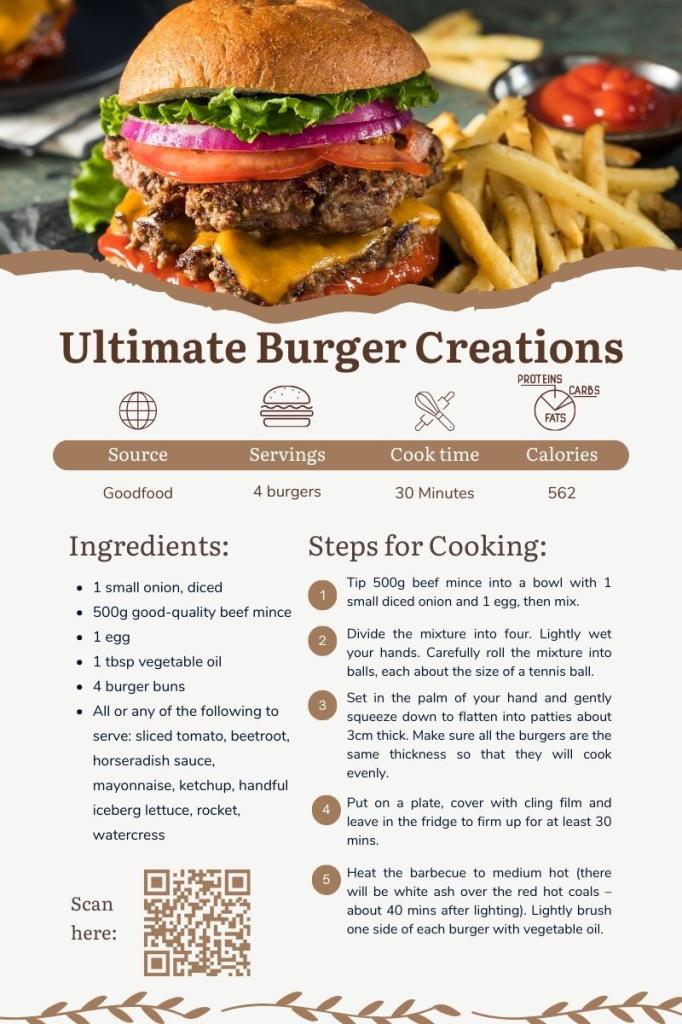 Ultimate Burger Creations
PROTEINS
CARBS
FATS
Source
Servings
Cook time
Calories
Goodfood
4 burgers
30 Minutes
562
Ingredients:
• 1 small onion, diced
• 500g good-quality beef mince
• 1 egg
• 1 tbsp vegetable oil
• 4 burger buns
• All or any of the following to
serve: sliced tomato, beetroot,
horseradish sauce,
mayonnaise, ketchup, handful
iceberg lettuce, rocket,
watercress
Scan
here:
Steps for Cooking:
1
Tip 500g beef mince into a bowl with 1
small diced onion and 1 egg, then mix.
2
Divide the mixture into four. Lightly wet
your hands. Carefully roll the mixture into
balls, each about the size of a tennis ball.
3
Set in the palm of your hand and gently
squeeze down to flatten into patties about
3cm thick. Make sure all the burgers are the
same thickness so that they will cook
evenly.
4
Put on a plate, cover with cling film and
leave in the fridge to firm up for at least 30
mins.
5
Heat the barbecue to medium hot (there
will be white ash over the red hot coals –
about 40 mins after lighting). Lightly brush
one side of each burger with vegetable oil.